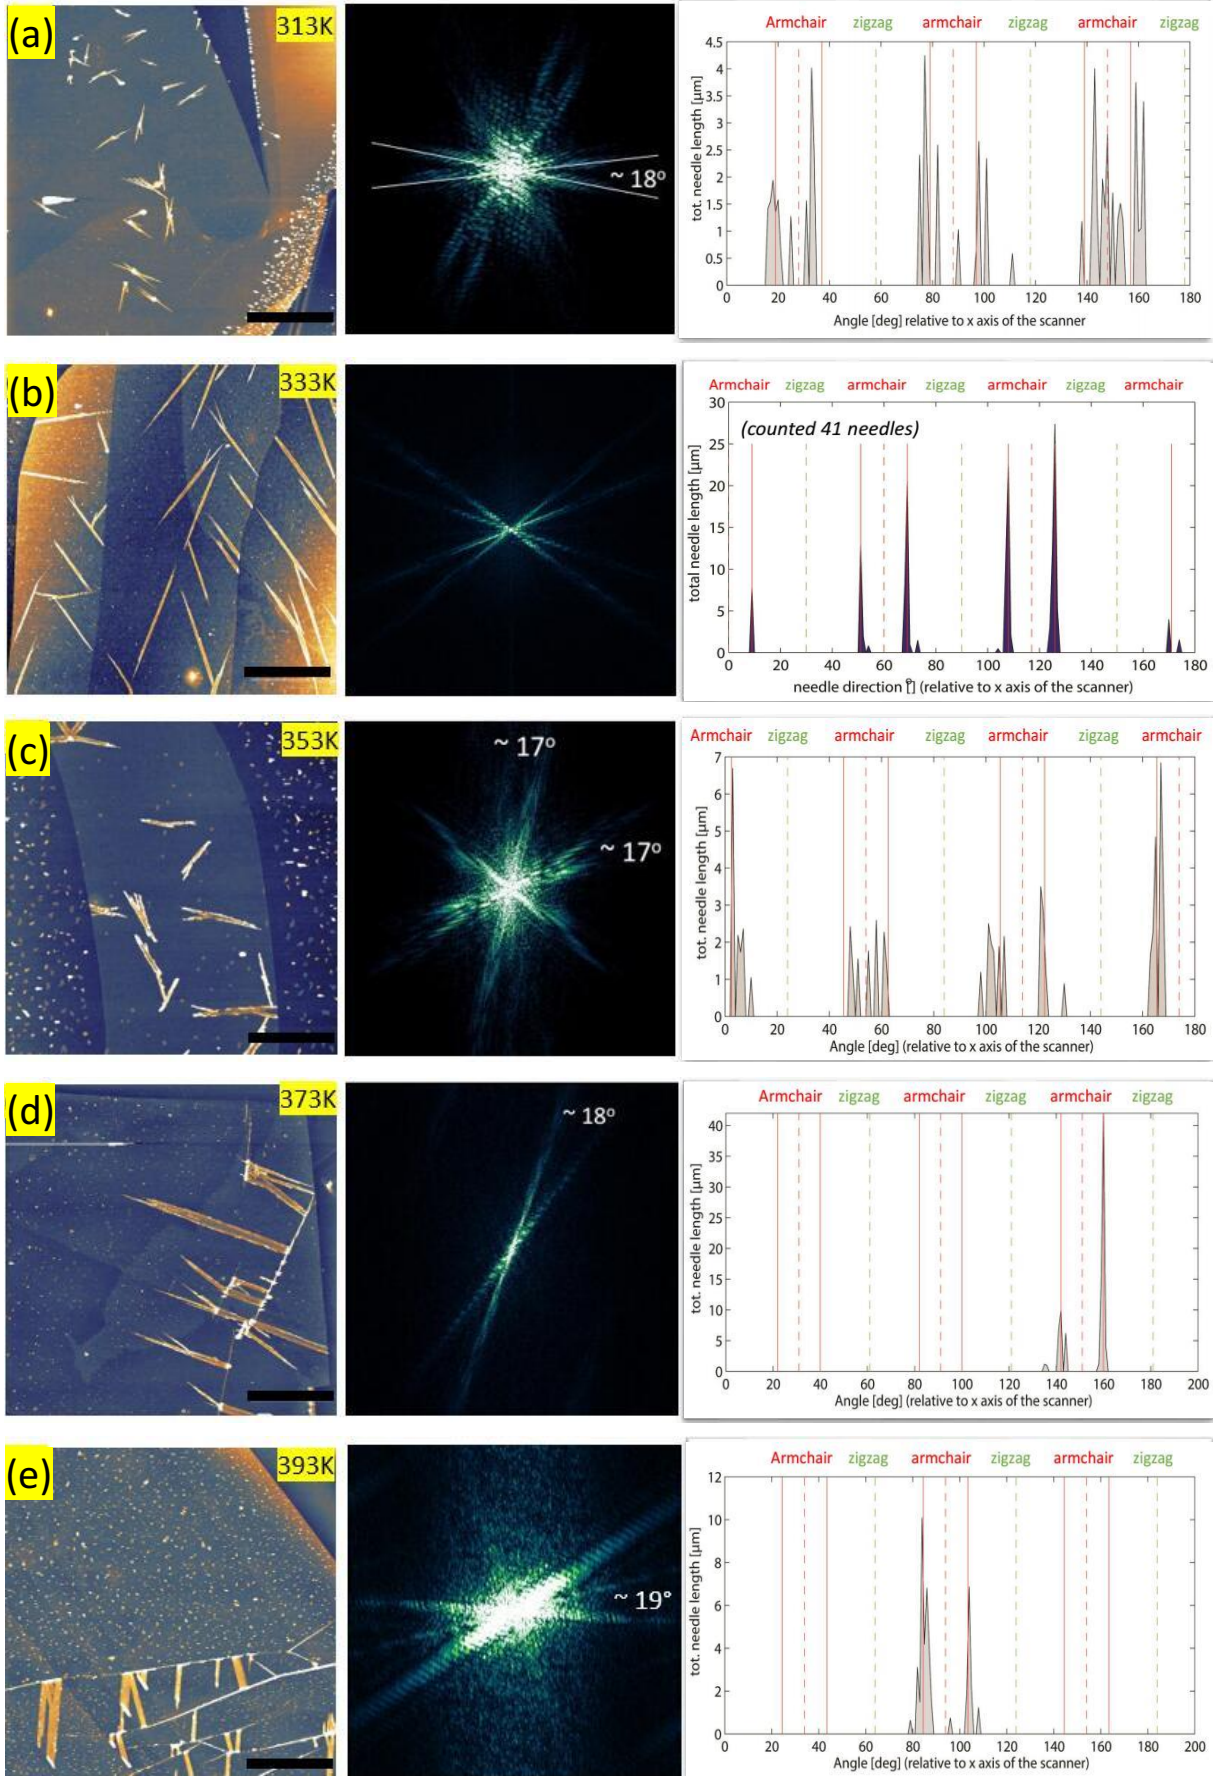 (a)
313K
~ 18°
Armchair zigzag armchair zigzag armchair zigzag
tot. needle length [µm]
4.5
4
3.5
3
2.5
2
1.5
1
0.5
0
0 20 40 60 80 100 120 140 160 180
Angle [deg] relative to x axis of the scanner
(b)
333K
Armchair zigzag armchair zigzag armchair zigzag armchair
(counted 41 needles)
total needle length [µm]
30
25
20
15
10
5
0
0 20 40 60 80 100 120 140 160 180
needle direction [°] (relative to x axis of the scanner)
(c)
353K
~ 17°
~ 17°
Armchair zigzag armchair zigzag armchair zigzag armchair
tot. needle length [µm]
7
6
5
4
3
2
1
0
0 20 40 60 80 100 120 140 160 180
Angle [deg] (relative to x axis of the scanner)
(d)
373K
~ 18°
Armchair zigzag armchair zigzag armchair zigzag
tot. needle length [µm]
40
35
30
25
20
15
10
5
0
0 20 40 60 80 100 120 140 160 180 200
Angle [deg] (relative to x axis of the scanner)
(e)
393K
~ 19°
Armchair zigzag armchair zigzag armchair zigzag
tot. needle length [µm]
12
10
8
6
4
2
0
0 20 40 60 80 100 120 140 160 180 200
Angle [deg] (relative to x axis of the scanner)